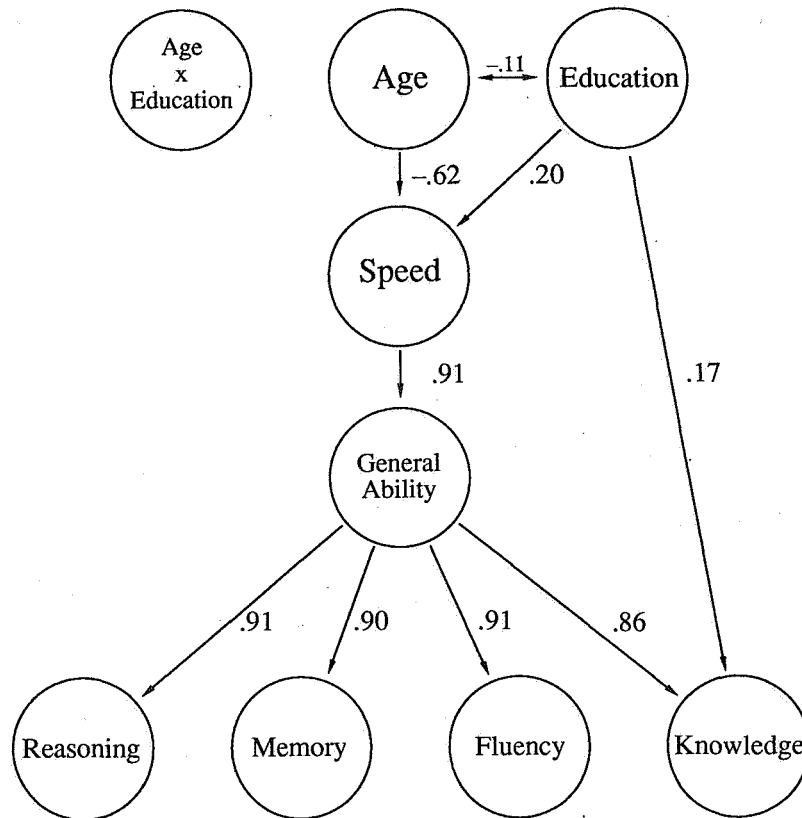 Age
x
Education
Age
–.11
Education
–.62
.20
Speed
.91
.17
General
Ability
.91
.90
.91
.86
Reasoning
Memory
Fluency
Knowledge